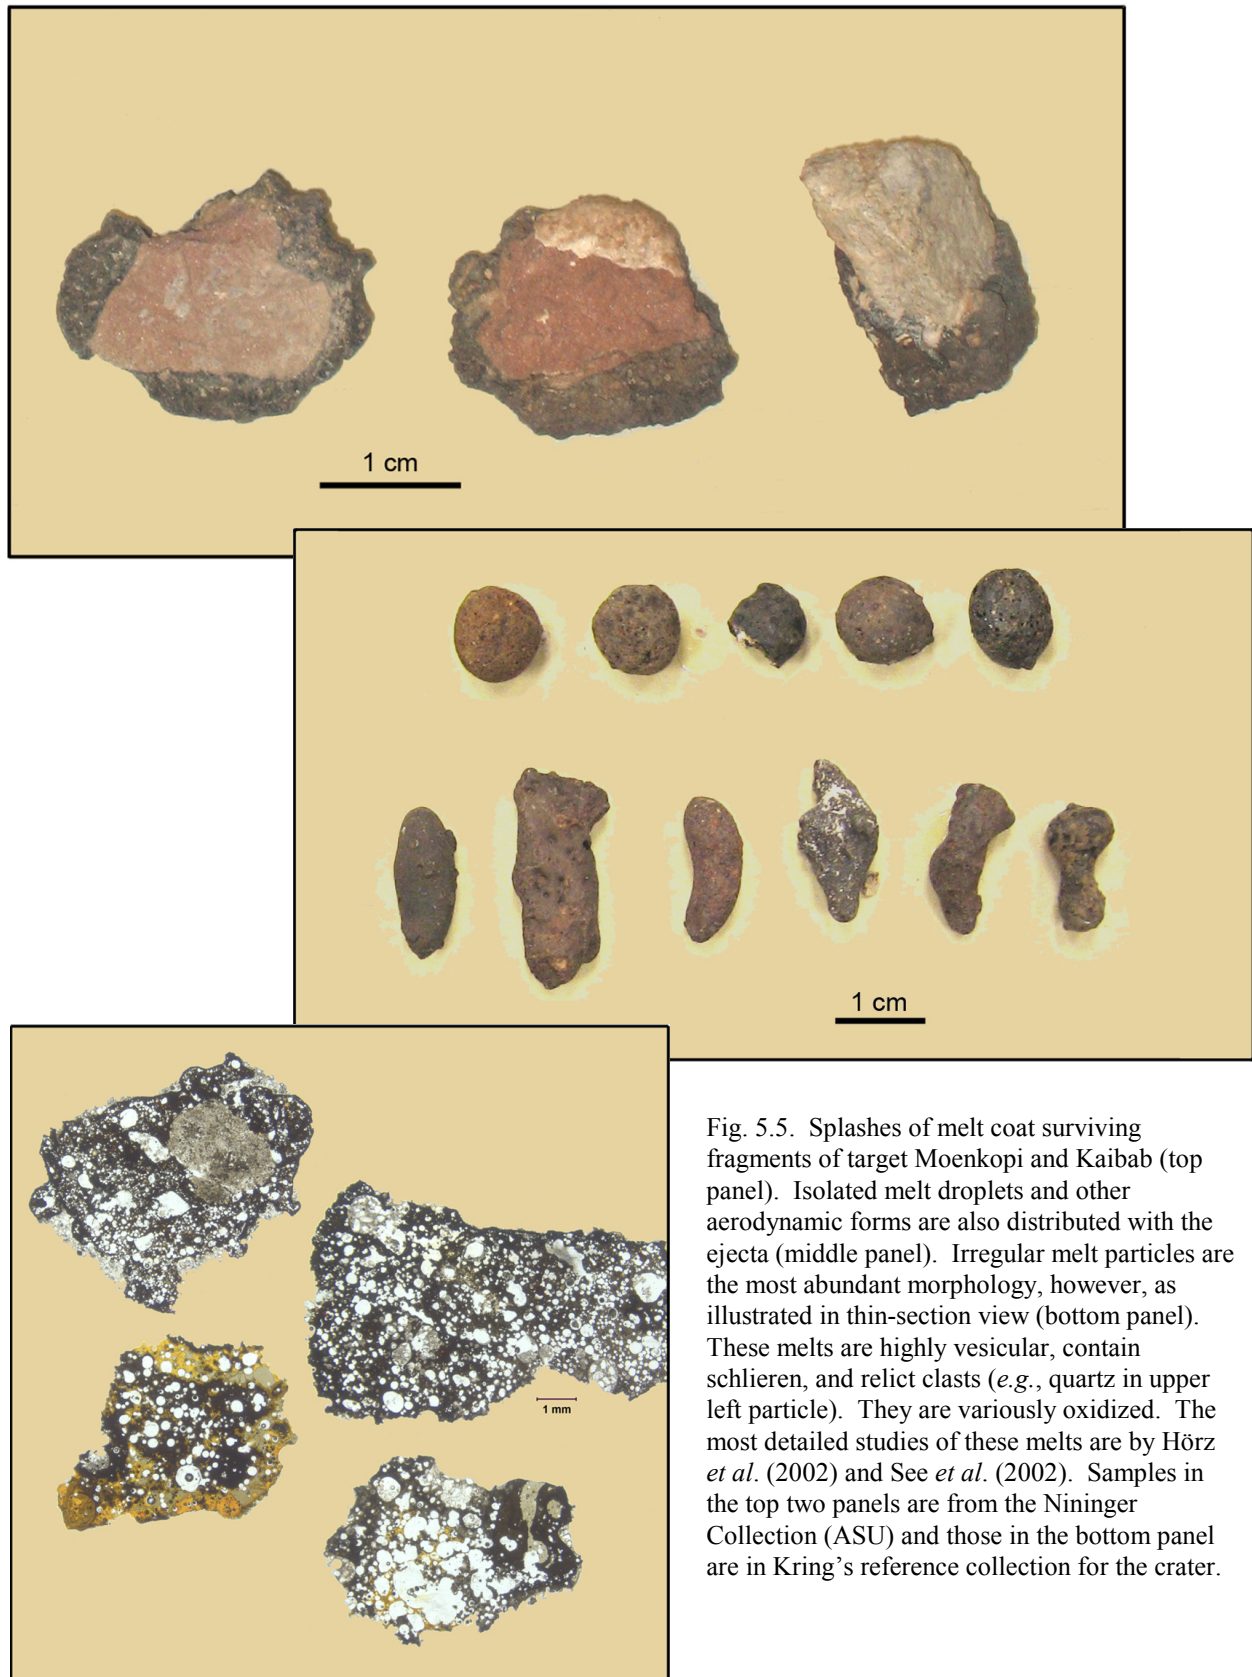 1 cm
1 cm
1 mm
Fig. 5.5.  Splashes of melt coat surviving
fragments of target Moenkopi and Kaibab (top
panel).  Isolated melt droplets and other
aerodynamic forms are also distributed with the
ejecta (middle panel).  Irregular melt particles are
the most abundant morphology, however, as
illustrated in thin-section view (bottom panel).
These melts are highly vesicular, contain
schlieren, and relict clasts (e.g., quartz in upper
left particle).  They are variously oxidized.  The
most detailed studies of these melts are by Hörz
et al. (2002) and See et al. (2002).  Samples in
the top two panels are from the Nininger
Collection (ASU) and those in the bottom panel
are in Kring’s reference collection for the crater.